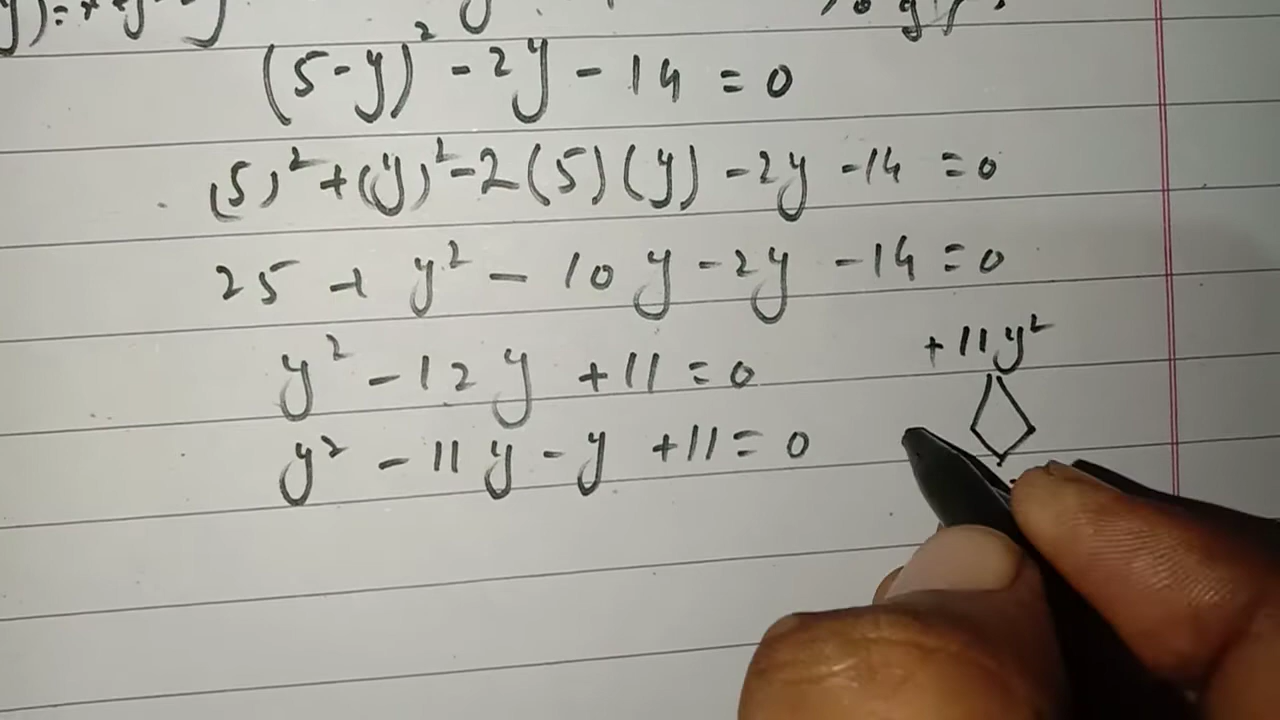 (5-y)² - 2y - 14 = 0
(5)² + (y)² - 2(5)(y) - 2y - 14 = 0
25 + y² - 10y - 2y - 14 = 0
y² - 12y + 11 = 0
+11y²
y² - 11y - y + 11 = 0